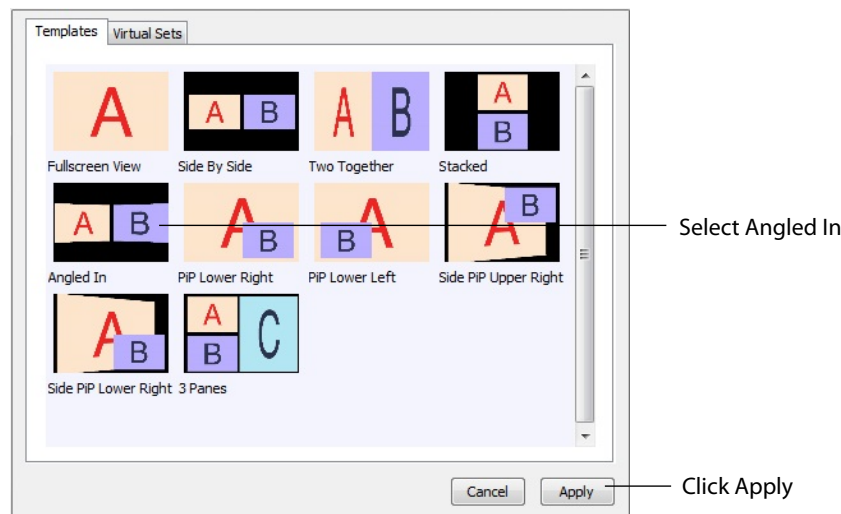 Templates Virtual Sets
A A B A B A B
Fullscreen View Side By Side Two Together Stacked
A B A B B A A B
Select Angled In
Angled In PiP Lower Right PiP Lower Left Side PiP Upper Right
A B A B C
Side PiP Lower Right 3 Panes
Cancel Apply
Click Apply